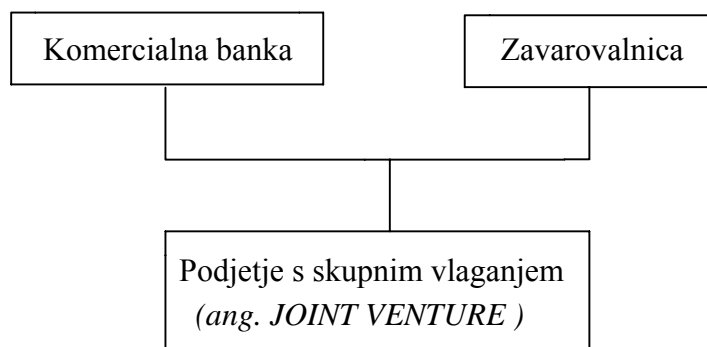 Komercialna banka
Zavarovalnica
Podjetje s skupnim vlaganjem
(ang. JOINT VENTURE )